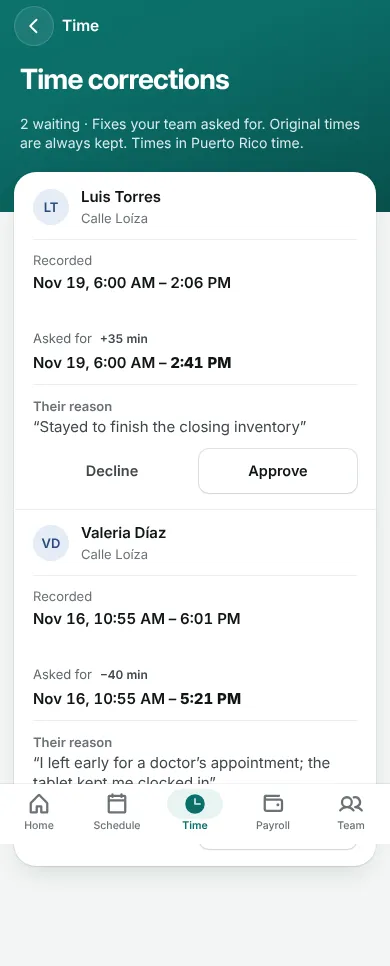 Time
Time corrections
2 waiting · Fixes your team asked for. Original times
are always kept. Times in Puerto Rico time.
LT
Luis Torres
Calle Loíza
Recorded
Nov 19, 6:00 AM – 2:06 PM
Asked for +35 min
Nov 19, 6:00 AM – 2:41 PM
Their reason
“Stayed to finish the closing inventory”
Decline
Approve
VD
Valeria Díaz
Calle Loíza
Recorded
Nov 16, 10:55 AM – 6:01 PM
Asked for −40 min
Nov 16, 10:55 AM – 5:21 PM
Their reason
“I left early for a doctor’s appointment; the
tablet kept me clocked in”
Home
Schedule
Time
Payroll
Team